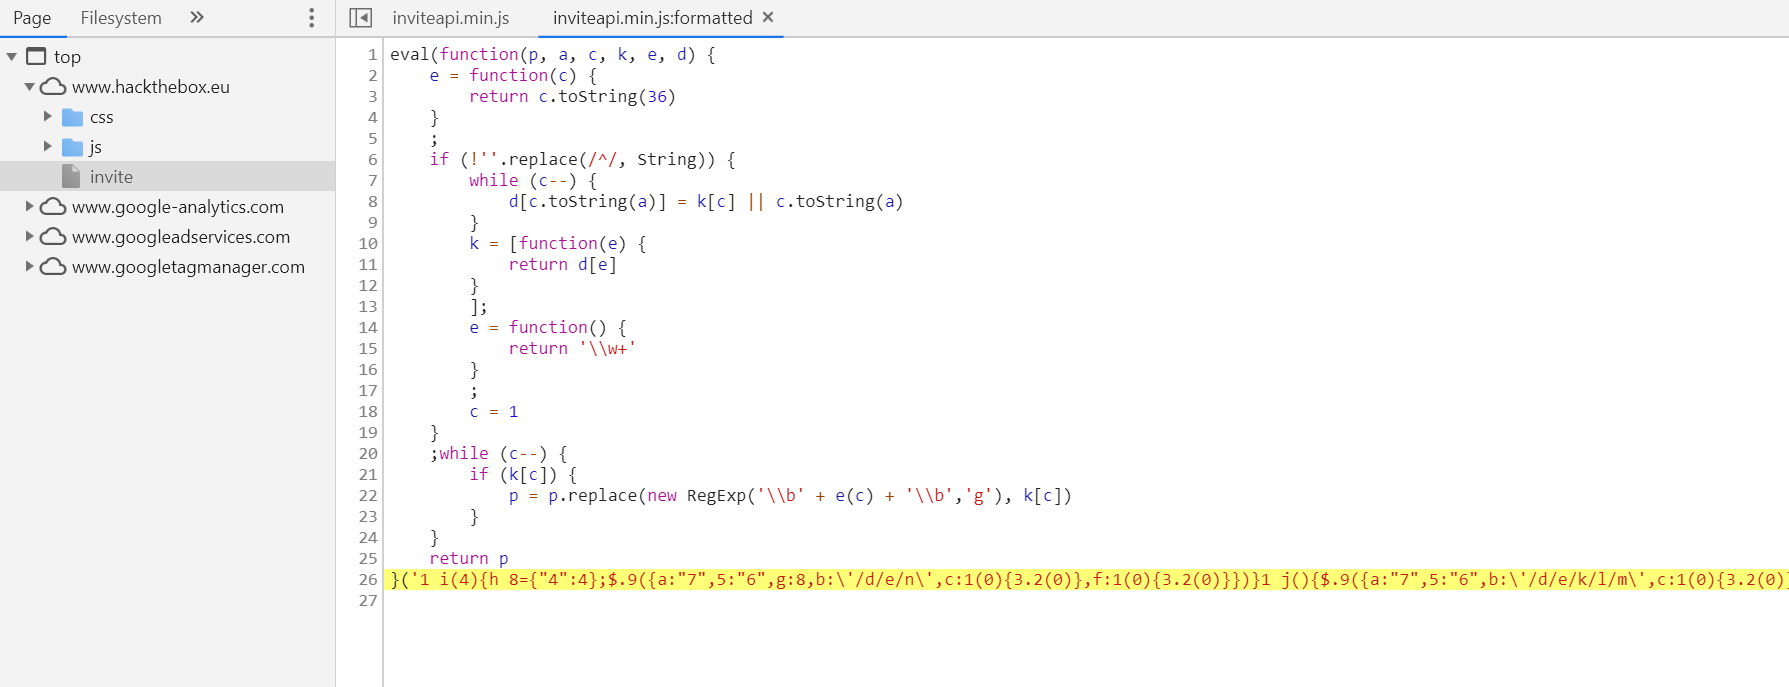 Page Filesystem »
inviteapi.min.js inviteapi.min.js:formatted ×
top
www.hackthebox.eu
css
js
invite
www.google-analytics.com
www.googleadservices.com
www.googletagmanager.com
1 eval(function(p, a, c, k, e, d) {
2     e = function(c) {
3         return c.toString(36)
4     }
5     ;
6     if (!''.replace(/^/, String)) {
7         while (c--) {
8             d[c.toString(a)] = k[c] || c.toString(a)
9         }
10         k = [function(e) {
11             return d[e]
12         }
13         ];
14         e = function() {
15             return '\\w+'
16         }
17         ;
18         c = 1
19     }
20     ;while (c--) {
21         if (k[c]) {
22             p = p.replace(new RegExp('\\b' + e(c) + '\\b','g'), k[c])
23         }
24     }
25     return p
26 }('1 i(4){h 8={"4":4};$.9({a:"7",5:"6",g:8,b:\'/d/e/n\',c:1(0){3.2(0)},f:1(0){3.2(0)}})}1 j(){$.9({a:"7",5:"6",b:\'/d/e/k/l/m\',c:1(0){3.2(0)
27